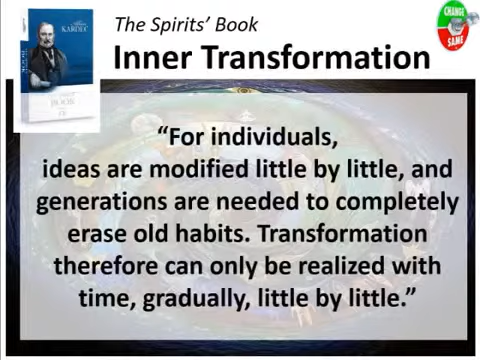 The Spirits’ Book
Inner Transformation
KARDEC
BOOK
CHANGE
SAME
“For individuals,
ideas are modified little by little, and
generations are needed to completely
erase old habits. Transformation
therefore can only be realized with
time, gradually, little by little.”